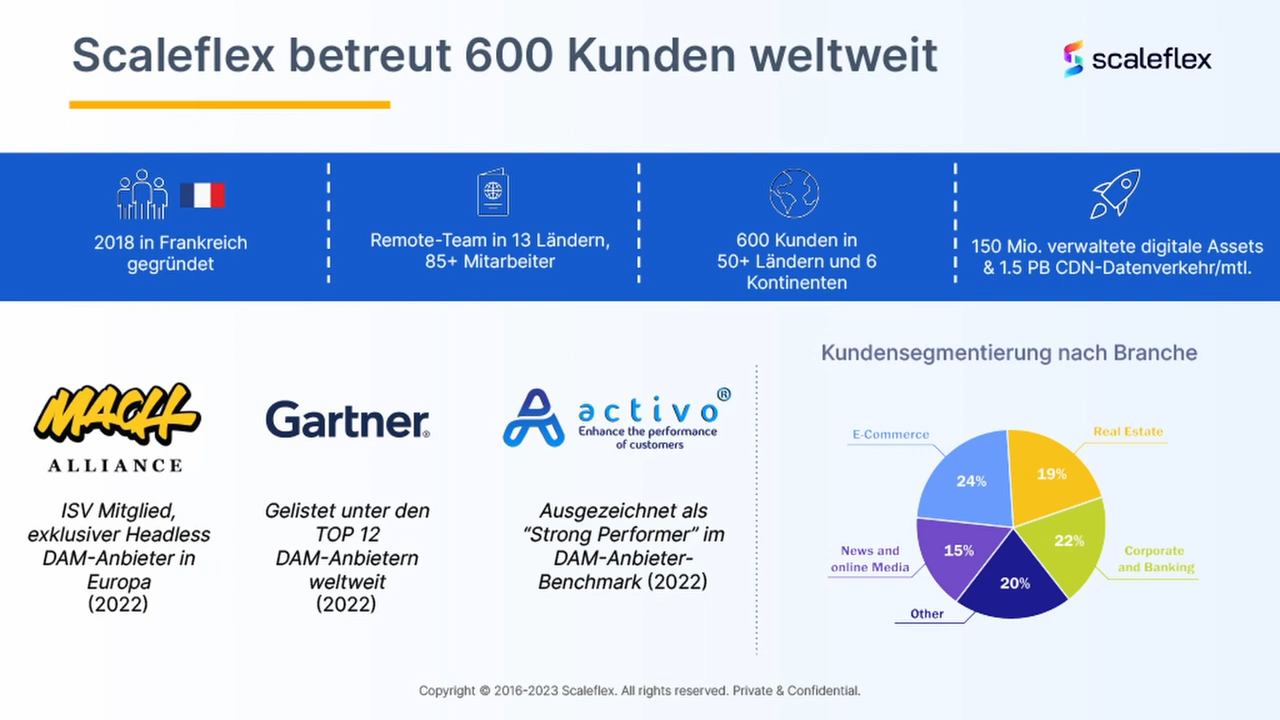 Scaleflex betreut 600 Kunden weltweit
scaleflex
2018 in Frankreich
gegründet
Remote-Team in 13 Ländern,
85+ Mitarbeiter
600 Kunden in
50+ Ländern und 6
Kontinenten
150 Mio. verwaltete digitale Assets
& 1.5 PB CDN-Datenverkehr/mtl.
MACH
ALLIANCE
ISV Mitglied,
exklusiver Headless
DAM-Anbieter in
Europa
(2022)
Gartner®
Gelistet unter den
TOP 12
DAM-Anbietern
weltweit
(2022)
activo®
Enhance the performance
of customers
Ausgezeichnet als
“Strong Performer” im
DAM-Anbieter-
Benchmark (2022)
Kundensegmentierung nach Branche
E-Commerce
24%
Real Estate
19%
Corporate
and Banking
22%
Other
20%
News and
online Media
15%
Copyright © 2016-2023 Scaleflex. All rights reserved. Private & Confidential.